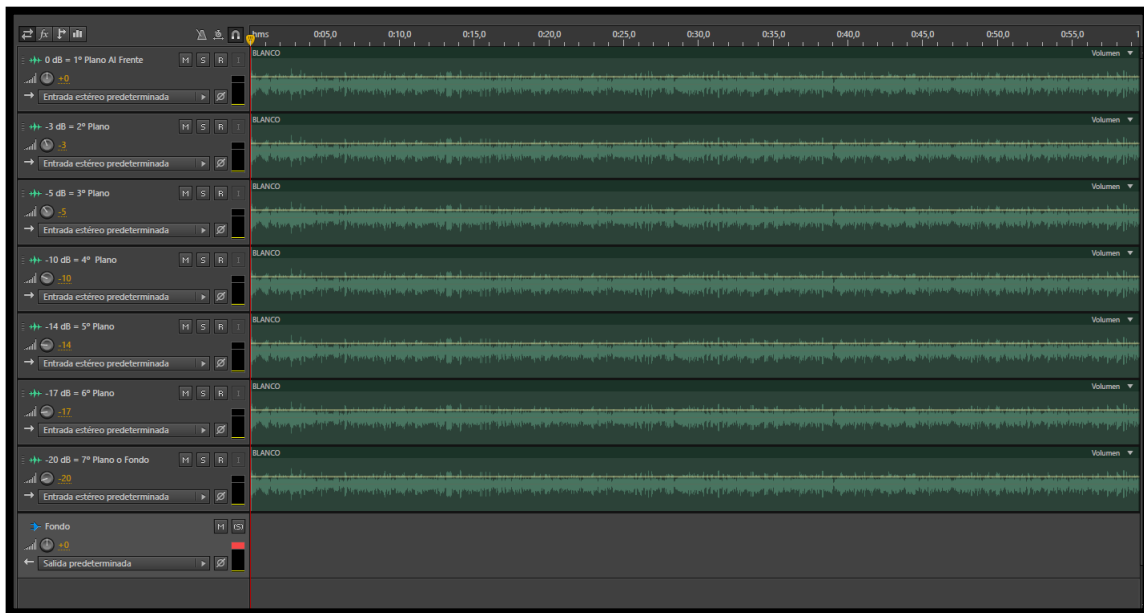 fx
hms 0:05,0 0:10,0 0:15,0 0:20,0 0:25,0 0:30,0 0:35,0 0:40,0 0:45,0 0:50,0 0:55,0 1
0 dB = 1º Plano Al Frente M S R I BLANCO Volumen
+0
Entrada estéreo predeterminada
-3 dB = 2º Plano M S R I BLANCO Volumen
-3
Entrada estéreo predeterminada
-5 dB = 3º Plano M S R I BLANCO Volumen
-5
Entrada estéreo predeterminada
-10 dB = 4º Plano M S R I BLANCO Volumen
-10
Entrada estéreo predeterminada
-14 dB = 5º Plano M S R I BLANCO Volumen
-14
Entrada estéreo predeterminada
-17 dB = 6º Plano M S R I BLANCO Volumen
-17
Entrada estéreo predeterminada
-20 dB = 7º Plano o Fondo M S R I BLANCO Volumen
-20
Entrada estéreo predeterminada
Fondo M (S)
+0
Salida predeterminada